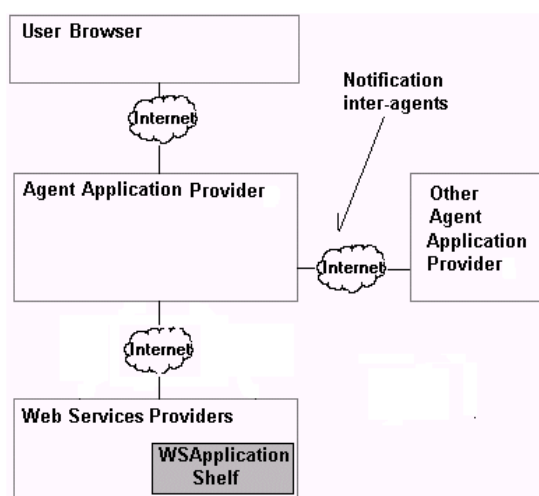 User Browser
Internet
Notification
inter-agents
Agent Application Provider
Other
Agent
Application
Provider
Internet
Internet
Web Services Providers
WSApplication
Shelf